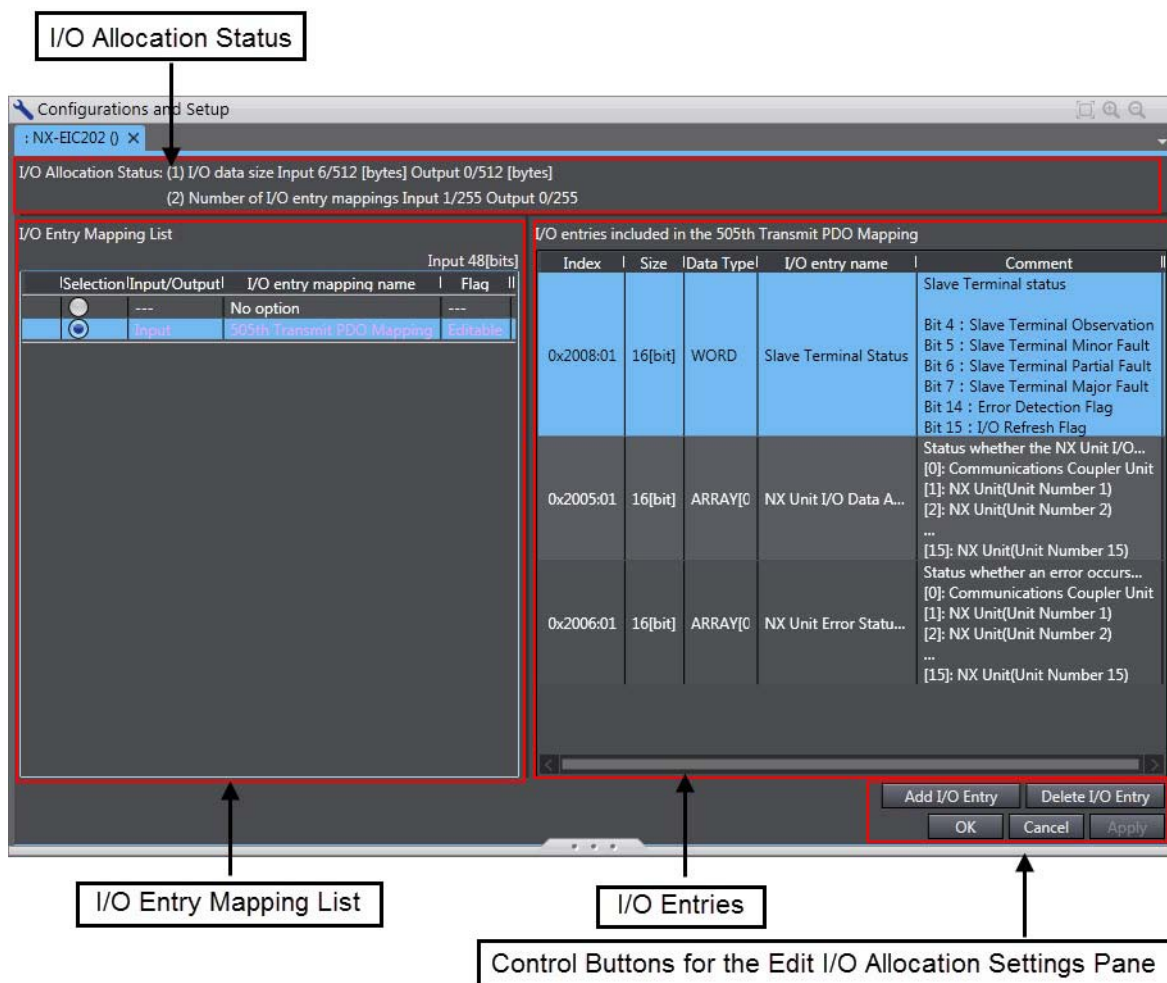 I/O Allocation Status
Configurations and Setup
: NX-EIC202 () ×
I/O Allocation Status: (1) I/O data size Input 6/512 [bytes] Output 0/512 [bytes]
(2) Number of I/O entry mappings Input 1/255 Output 0/255
I/O Entry Mapping List
Input 48[bits]
Selection Input/Output I/O entry mapping name Flag
--- No option ---
Input 505th Transmit PDO Mapping Editable
I/O entries included in the 505th Transmit PDO Mapping
Index Size Data Type I/O entry name Comment
Slave Terminal status
Bit 4 : Slave Terminal Observation
Bit 5 : Slave Terminal Minor Fault
0x2008:01 16[bit] WORD Slave Terminal Status
Bit 6 : Slave Terminal Partial Fault
Bit 7 : Slave Terminal Major Fault
Bit 14 : Error Detection Flag
Bit 15 : I/O Refresh Flag
Status whether the NX Unit I/O...
[0]: Communications Coupler Unit
[1]: NX Unit(Unit Number 1)
0x2005:01 16[bit] ARRAY[0 NX Unit I/O Data A...
[2]: NX Unit(Unit Number 2)
...
[15]: NX Unit(Unit Number 15)
Status whether an error occurs...
[0]: Communications Coupler Unit
[1]: NX Unit(Unit Number 1)
0x2006:01 16[bit] ARRAY[0 NX Unit Error Statu...
[2]: NX Unit(Unit Number 2)
...
[15]: NX Unit(Unit Number 15)
Add I/O Entry Delete I/O Entry
OK Cancel Apply
I/O Entry Mapping List
I/O Entries
Control Buttons for the Edit I/O Allocation Settings Pane